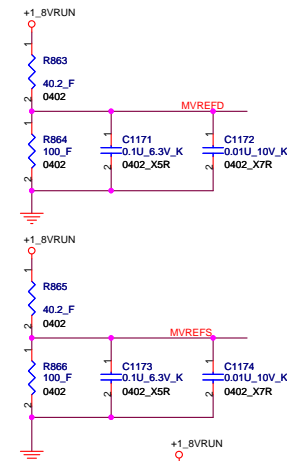 +1_8VRUN
1
R863
40.2_F
0402
2
MVREFD
1
R864
100_F
0402
2
1
C1171
0.1U_6.3V_K
0402_X5R
2
1
C1172
0.01U_10V_K
0402_X7R
2
+1_8VRUN
1
R865
40.2_F
0402
2
MVREFS
1
R866
100_F
0402
2
1
C1173
0.1U_6.3V_K
0402_X5R
2
1
C1174
0.01U_10V_K
0402_X7R
2
+1_8VRUN